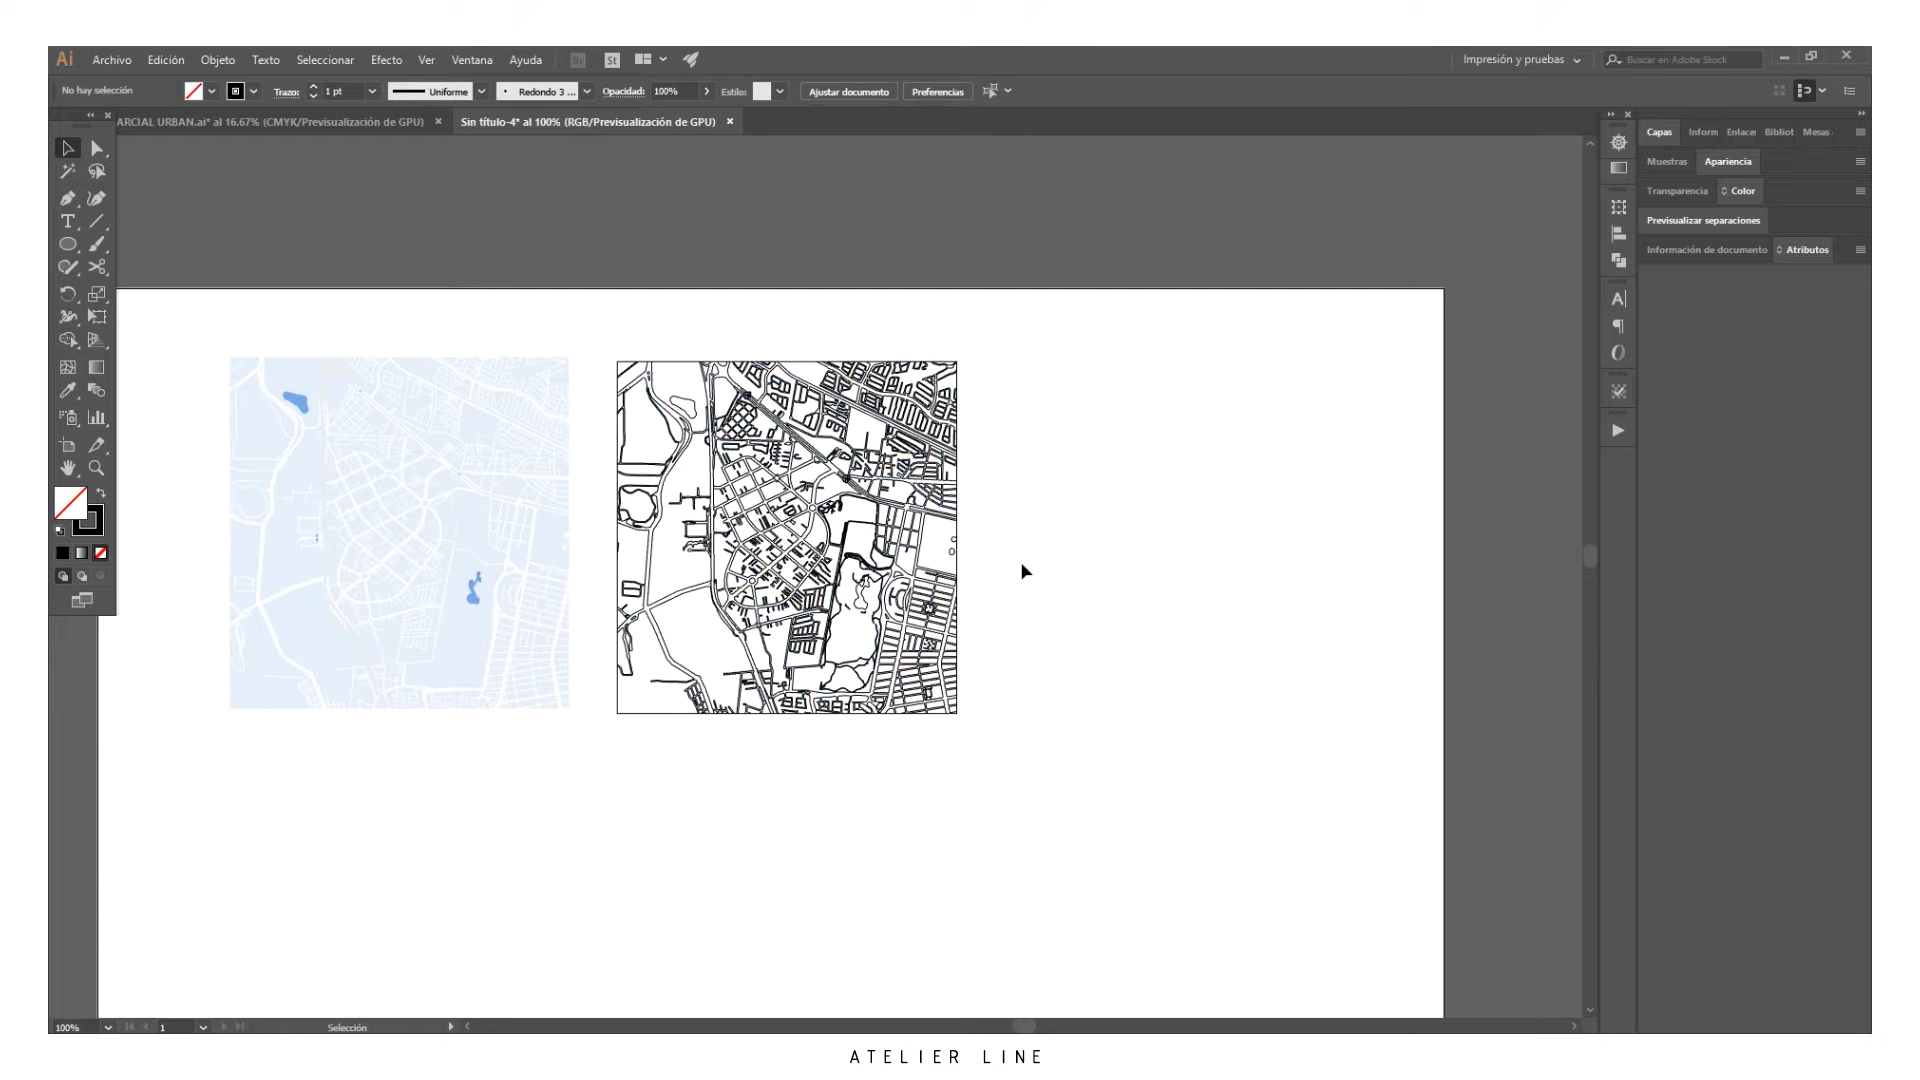 Ai Archivo Edición Objeto Texto Seleccionar Efecto Ver Ventana Ayuda Br St Impresión y pruebas Buscar en Adobe Stock
No hay selección Trazo: 1 pt Uniforme Redondo 3 ... Opacidad: 100% Estilo: Ajustar documento Preferencias
ARCIAL URBAN.ai* al 16.67% (CMYK/Previsualización de GPU) × Sin título-4* al 100% (RGB/Previsualización de GPU) ×
Capas Inform Enlace Bibliot Mesas
Muestras Apariencia
Transparencia Color
Previsualizar separaciones
Información de documento Atributos
100% 1 Selección
ATELIER LINE